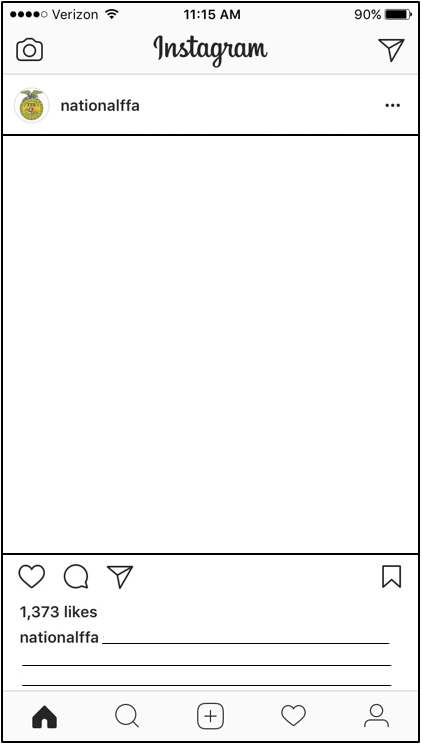 Verizon 11:15 AM 90%
Instagram
nationalffa
1,373 likes
nationalffa